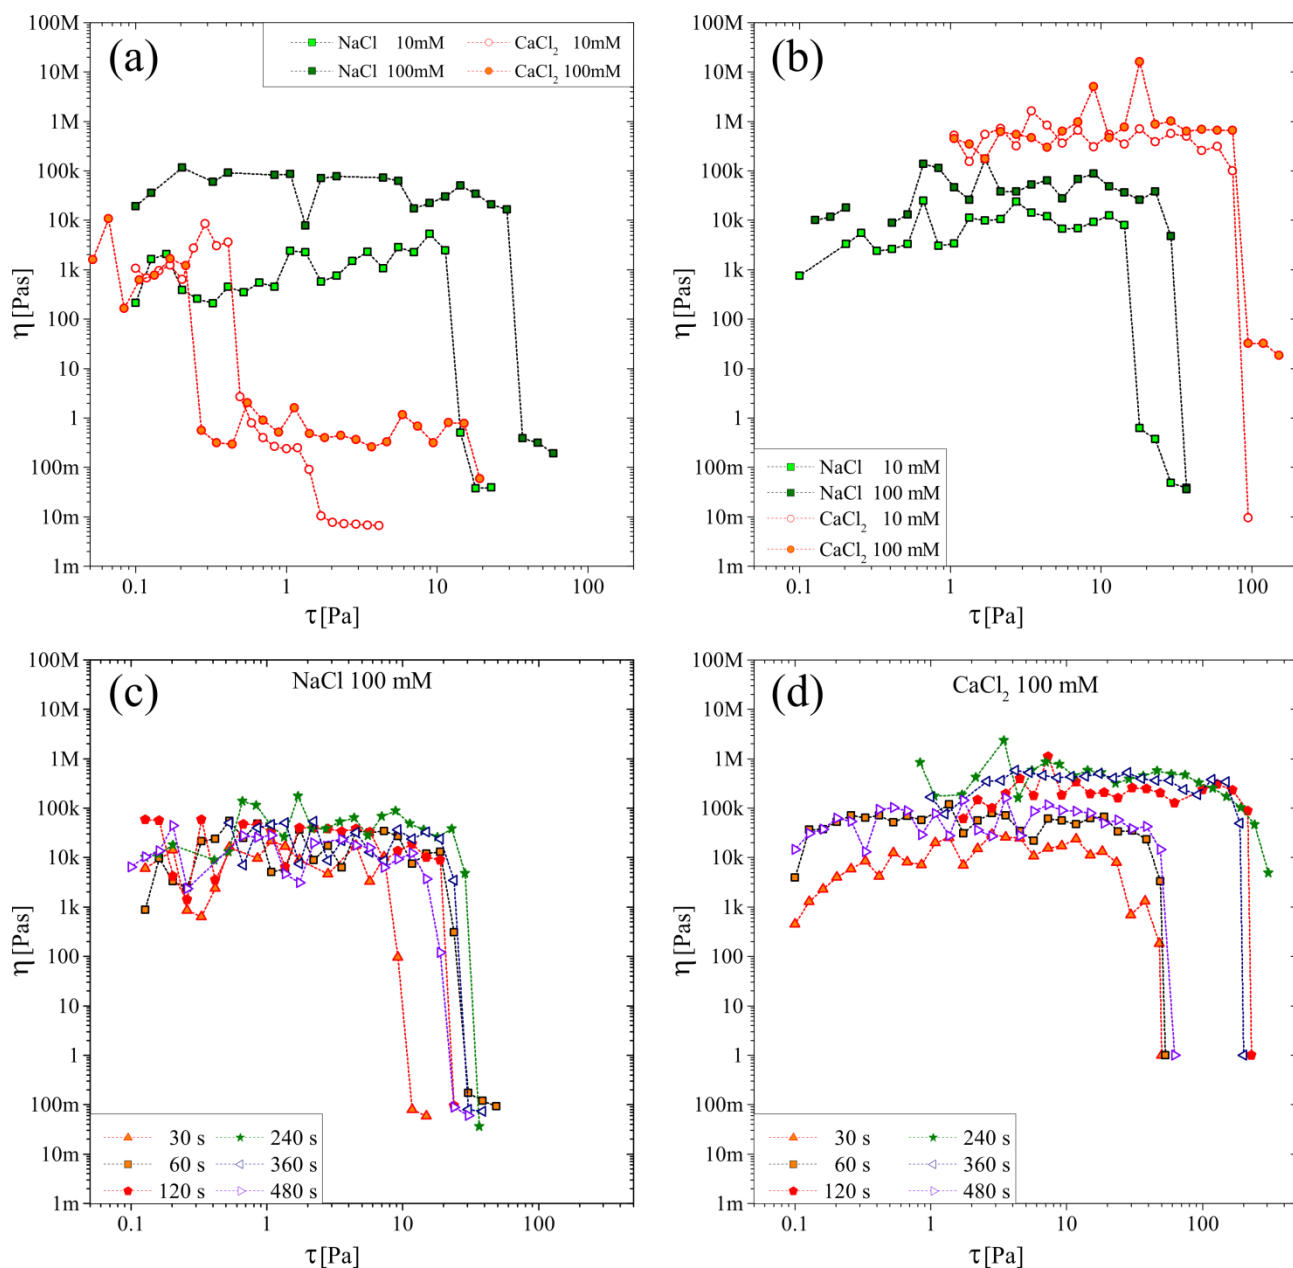 (a)
NaCl 10mM
CaCl2 10mM
NaCl 100mM
CaCl2 100mM
100M
10M
1M
100k
10k
1k
100
10
1
100m
10m
1m
η [Pas]
0.1 1 10 100
τ [Pa]
(b)
100M
10M
1M
100k
10k
1k
100
10
1
100m
10m
1m
η [Pas]
NaCl 10 mM
NaCl 100 mM
CaCl2 10 mM
CaCl2 100 mM
0.1 1 10 100
τ [Pa]
(c)
NaCl 100 mM
100M
10M
1M
100k
10k
1k
100
10
1
100m
10m
1m
η [Pas]
30 s 240 s
60 s 360 s
120 s 480 s
0.1 1 10 100
τ [Pa]
(d)
CaCl2 100 mM
100M
10M
1M
100k
10k
1k
100
10
1
100m
10m
1m
η [Pas]
30 s 240 s
60 s 360 s
120 s 480 s
0.1 1 10 100
τ [Pa]